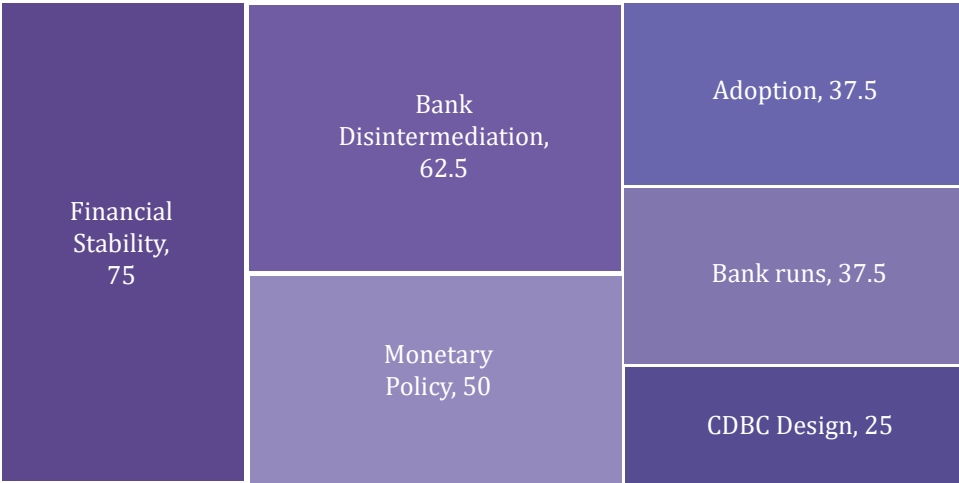 Financial
Stability,
75
Bank
Disintermediation,
62.5
Monetary
Policy, 50
Adoption, 37.5
Bank runs, 37.5
CDBC Design, 25